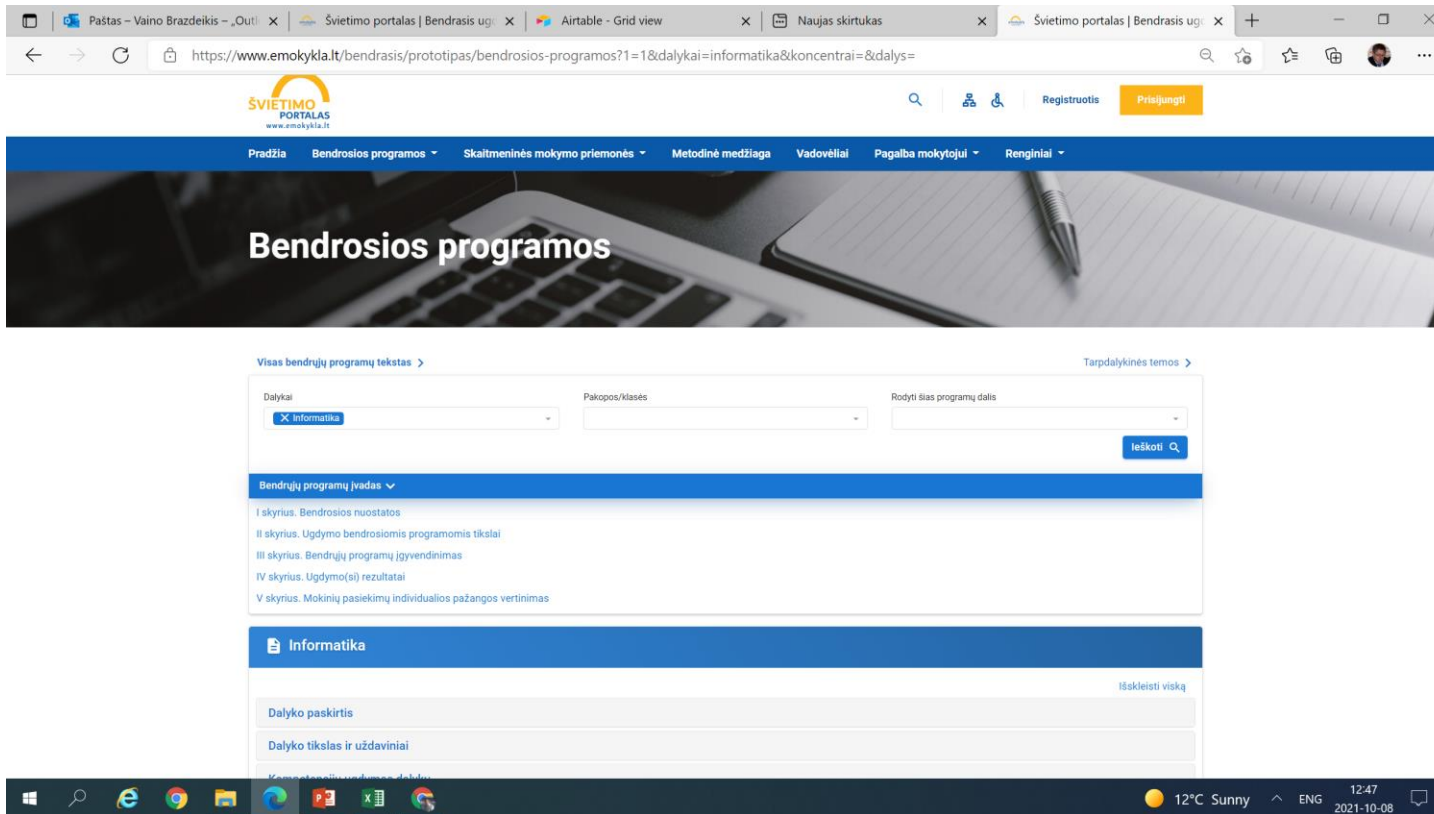 Paštas – Vaino Brazdeikis – „Outl
Švietimo portalas | Bendrasis ugd
Airtable - Grid view
Naujas skirtukas
Švietimo portalas | Bendrasis ugd
https://www.emokykla.lt/bendrasis/prototipas/bendrosios-programos?1=1&dalykai=informatika&koncentrai=&dalys=
ŠVIETIMO
PORTALAS
www.emokykla.lt
Registruotis
Prisijungti
Pradžia
Bendrosios programos
Skaitmeninės mokymo priemonės
Metodinė medžiaga
Vadovėliai
Pagalba mokytojui
Renginiai
Bendrosios programos
Visas bendrųjų programų tekstas >
Tarpdalykinės temos >
Dalykai
Pakopos/klasės
Rodyti šias programų dalis
X Informatika
Ieškoti
Bendrųjų programų įvadas
I skyrius. Bendrosios nuostatos
II skyrius. Ugdymo bendrosiomis programomis tikslai
III skyrius. Bendrųjų programų įgyvendinimas
IV skyrius. Ugdymo(si) rezultatai
V skyrius. Mokinių pasiekimų individualios pažangos vertinimas
Informatika
Išskleisti viską
Dalyko paskirtis
Dalyko tikslas ir uždaviniai
Kompetencijų ugdymas dalyku
12°C Sunny
ENG
12:47
2021-10-08